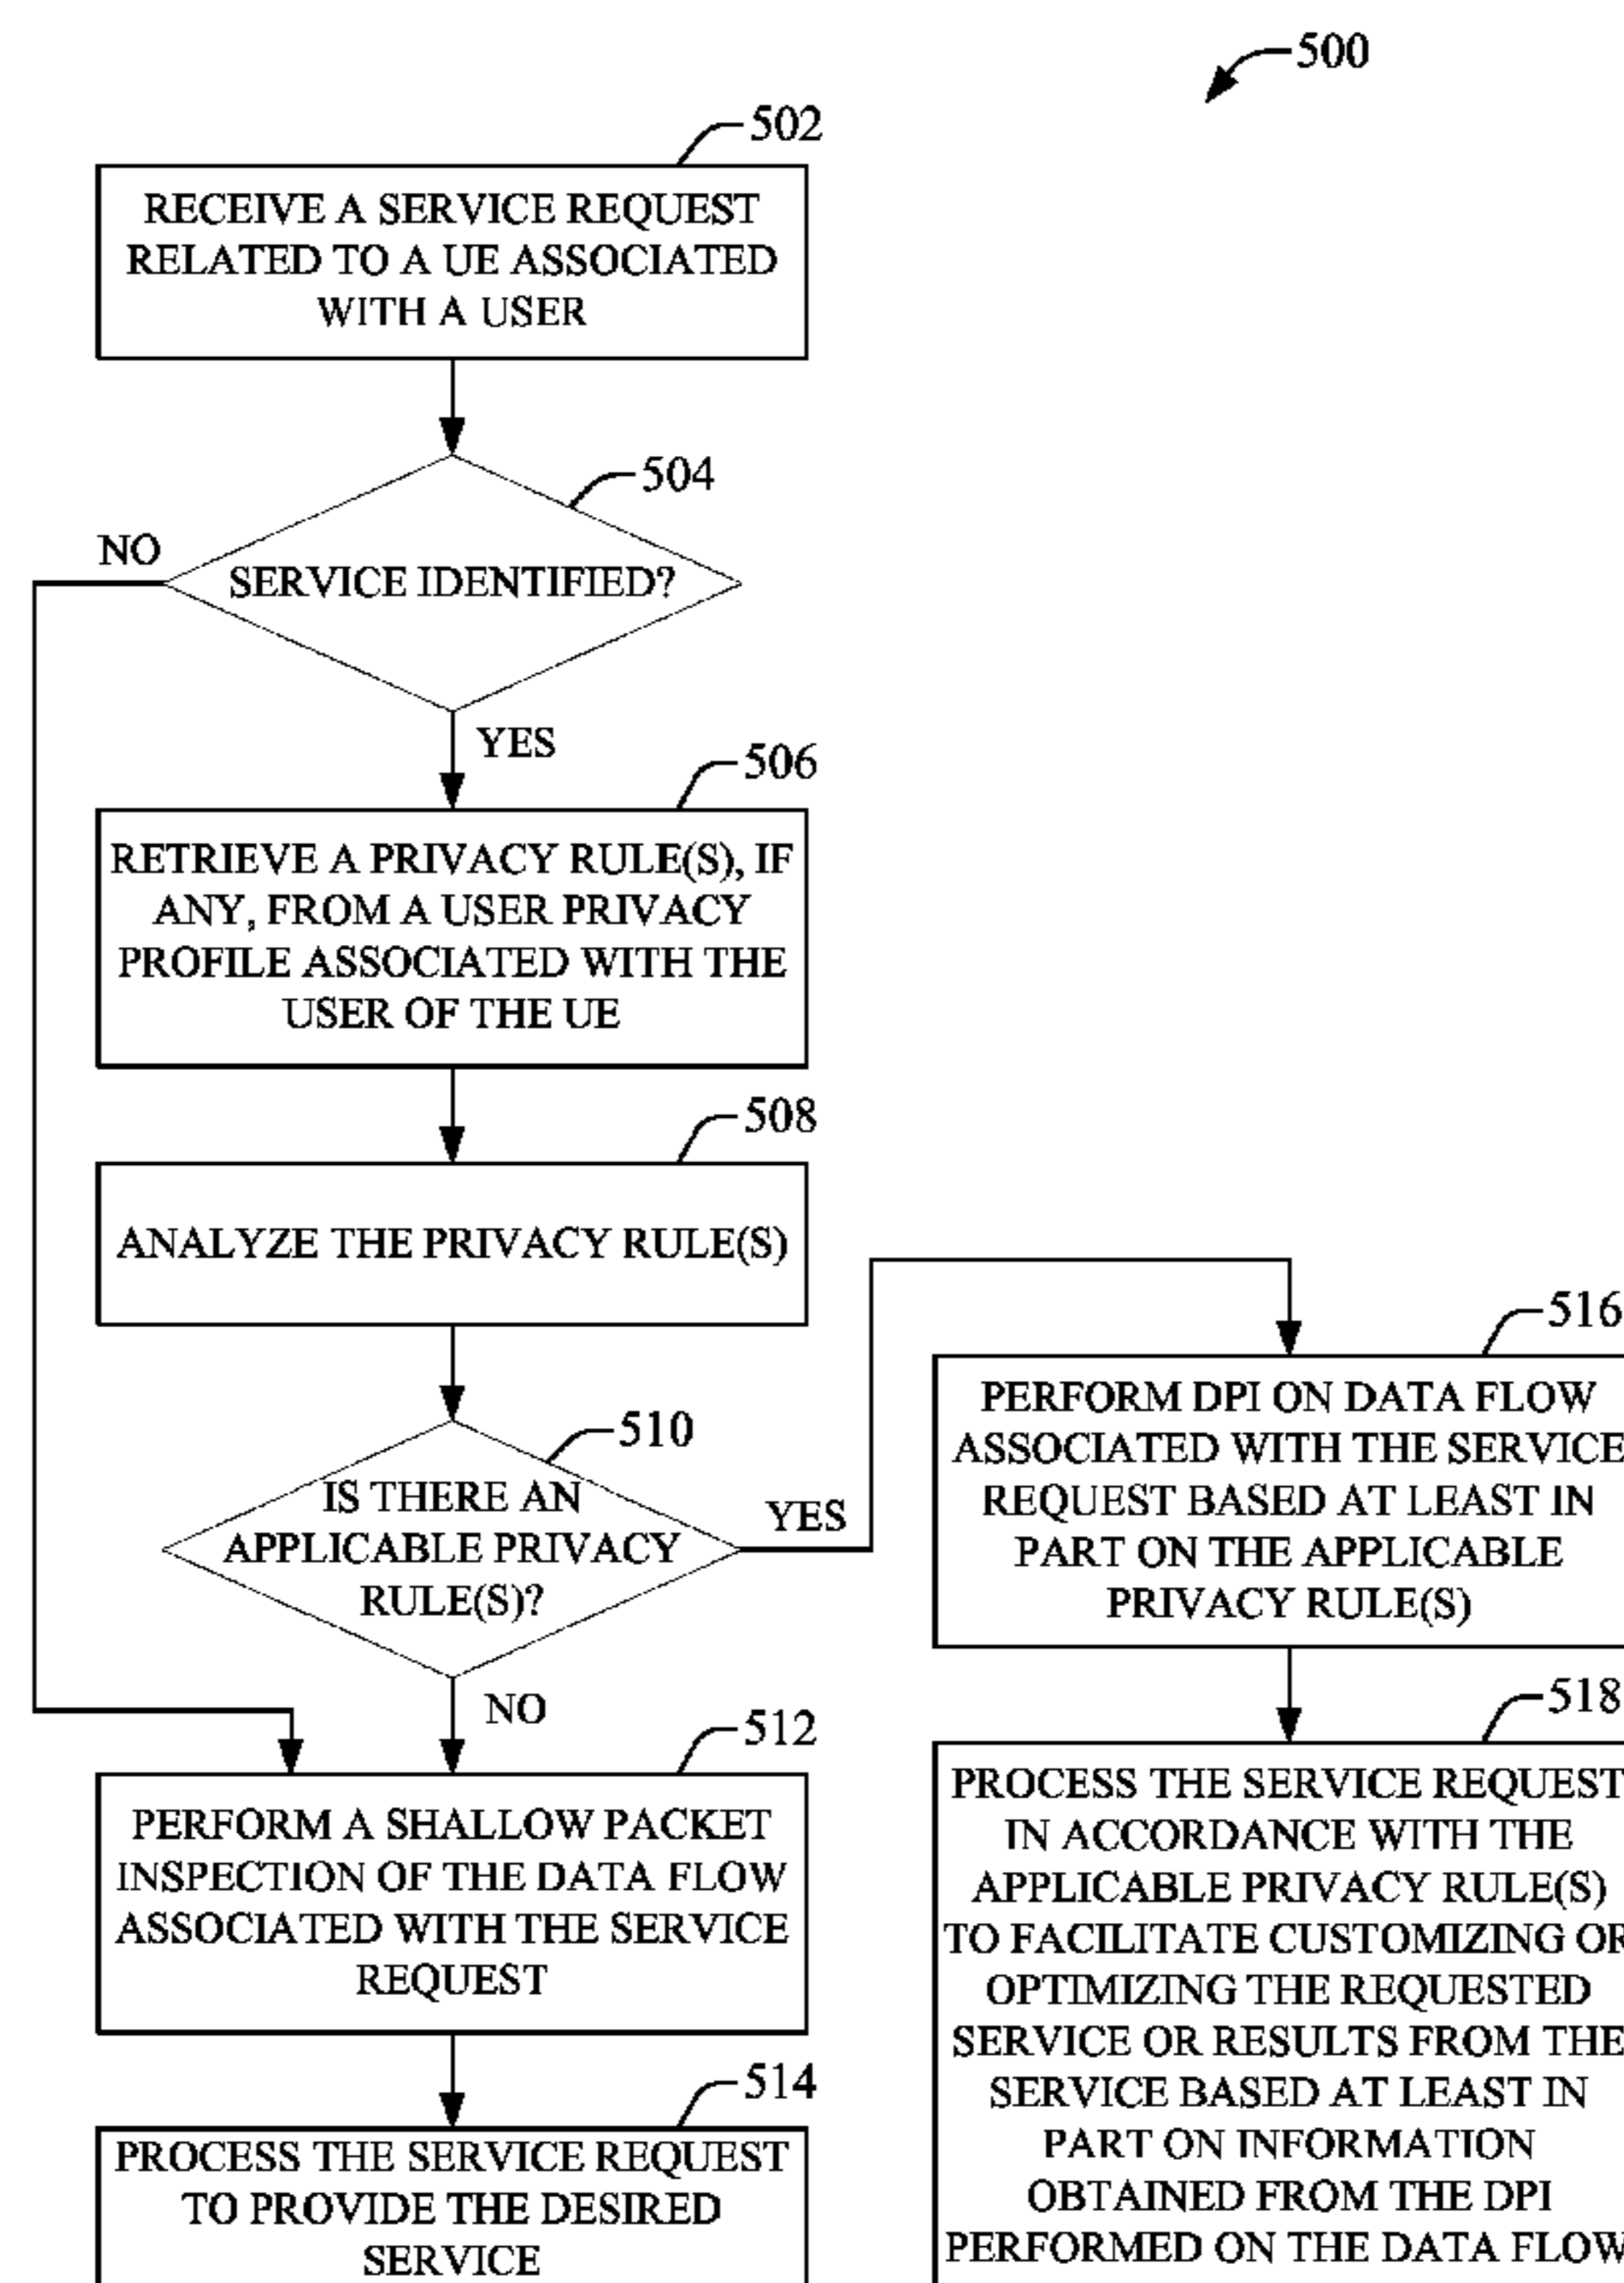 500
502
RECEIVE A SERVICE REQUEST
RELATED TO A UE ASSOCIATED
WITH A USER
504
NO
SERVICE IDENTIFIED?
YES
506
RETRIEVE A PRIVACY RULE(S), IF
ANY, FROM A USER PRIVACY
PROFILE ASSOCIATED WITH THE
USER OF THE UE
508
ANALYZE THE PRIVACY RULE(S)
510
IS THERE AN
APPLICABLE PRIVACY
RULE(S)?
YES
NO
512
PERFORM A SHALLOW PACKET
INSPECTION OF THE DATA FLOW
ASSOCIATED WITH THE SERVICE
REQUEST
514
PROCESS THE SERVICE REQUEST
TO PROVIDE THE DESIRED
SERVICE
516
PERFORM DPI ON DATA FLOW
ASSOCIATED WITH THE SERVICE
REQUEST BASED AT LEAST IN
PART ON THE APPLICABLE
PRIVACY RULE(S)
518
PROCESS THE SERVICE REQUEST
IN ACCORDANCE WITH THE
APPLICABLE PRIVACY RULE(S)
TO FACILITATE CUSTOMIZING OR
OPTIMIZING THE REQUESTED
SERVICE OR RESULTS FROM THE
SERVICE BASED AT LEAST IN
PART ON INFORMATION
OBTAINED FROM THE DPI
PERFORMED ON THE DATA FLOW